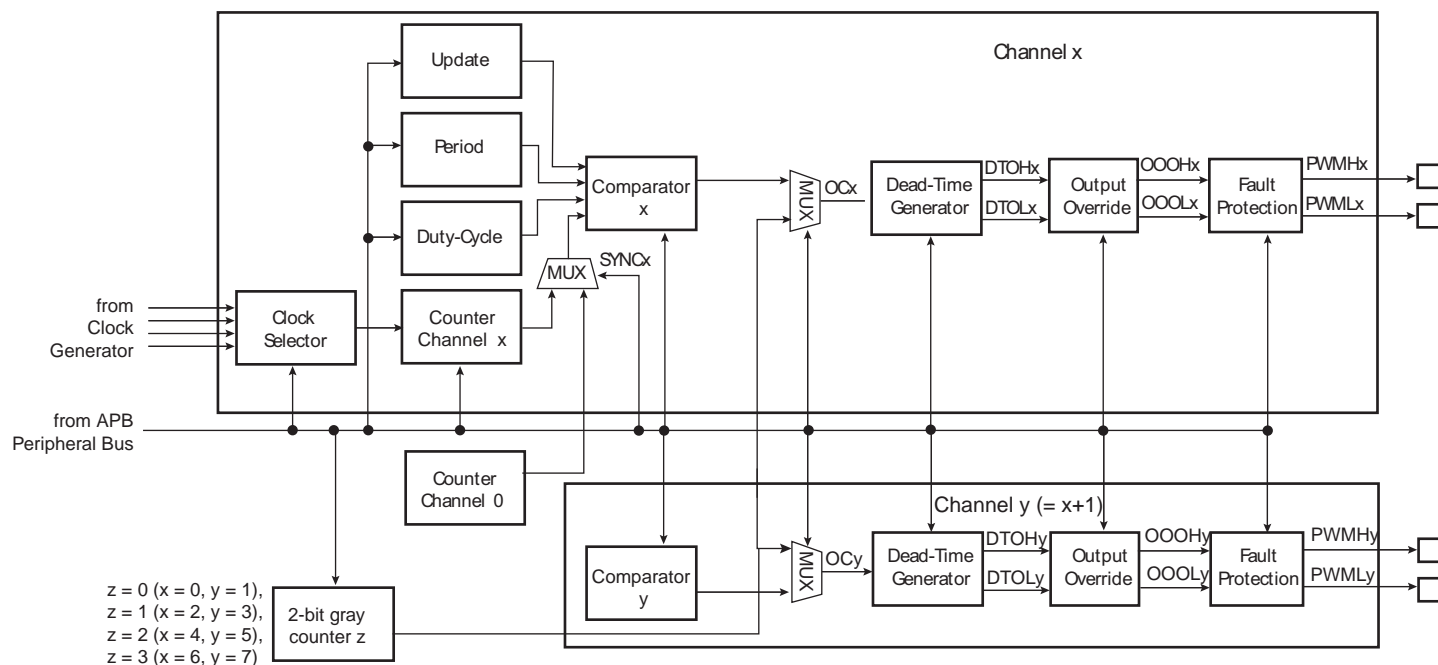 Channel x
Update
Period
Comparator
x
Duty-Cycle
MUX
SYNCx
MUX
OCx
Dead-Time
Generator
DTOHx
DTOLx
Output
Override
OOOHx
OOOLx
Fault
Protection
PWMHx
PWMLx
from
Clock
Generator
Clock
Selector
Counter
Channel x
from APB
Peripheral Bus
Counter
Channel 0
Channel y (= x+1)
Comparator
y
MUX
OCy
Dead-Time
Generator
DTOHy
DTOLy
Output
Override
OOOHy
OOOLy
Fault
Protection
PWMHy
PWMLy
z = 0 (x = 0, y = 1),
z = 1 (x = 2, y = 3),
z = 2 (x = 4, y = 5),
z = 3 (x = 6, y = 7)
2-bit gray
counter z